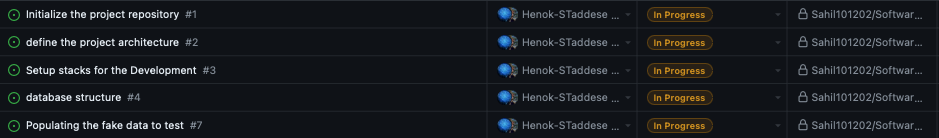 Initialize the project repository #1 Henok-STaddese ... In Progress Sahil101202/Softwar...
define the project architecture #2 Henok-STaddese ... In Progress Sahil101202/Softwar...
Setup stacks for the Development #3 Henok-STaddese ... In Progress Sahil101202/Softwar...
database structure #4 Henok-STaddese ... In Progress Sahil101202/Softwar...
Populating the fake data to test #7 Henok-STaddese ... In Progress Sahil101202/Softwar...